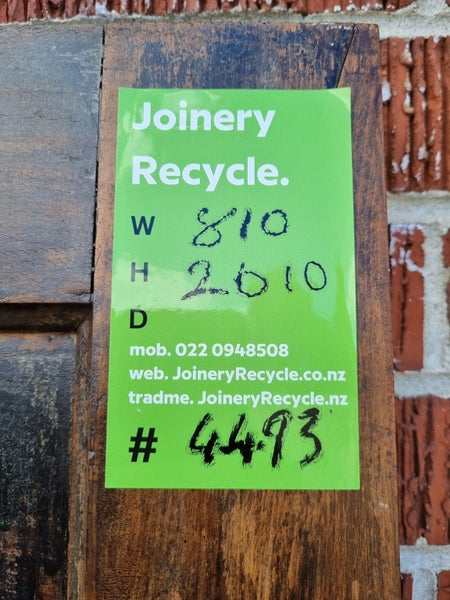 Joinery
Recycle.
W 810
H 2010
D
mob. 022 0948508
web. JoineryRecycle.co.nz
tradme. JoineryRecycle.nz
# 4493